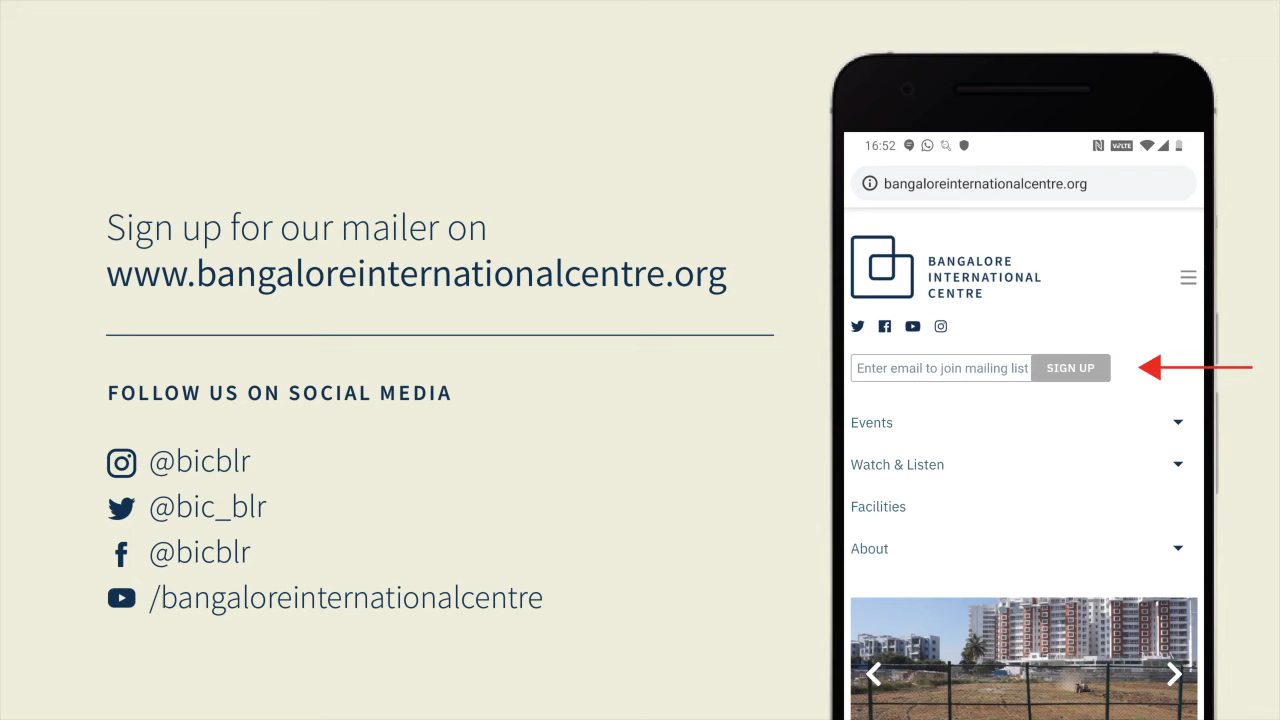 Sign up for our mailer on
www.bangaloreinternationalcentre.org
FOLLOW US ON SOCIAL MEDIA
@bicblr
@bic_blr
@bicblr
/bangaloreinternationalcentre
16:52
VoLTE
bangaloreinternationalcentre.org
BANGALORE
INTERNATIONAL
CENTRE
Enter email to join mailing list
SIGN UP
Events
Watch & Listen
Facilities
About